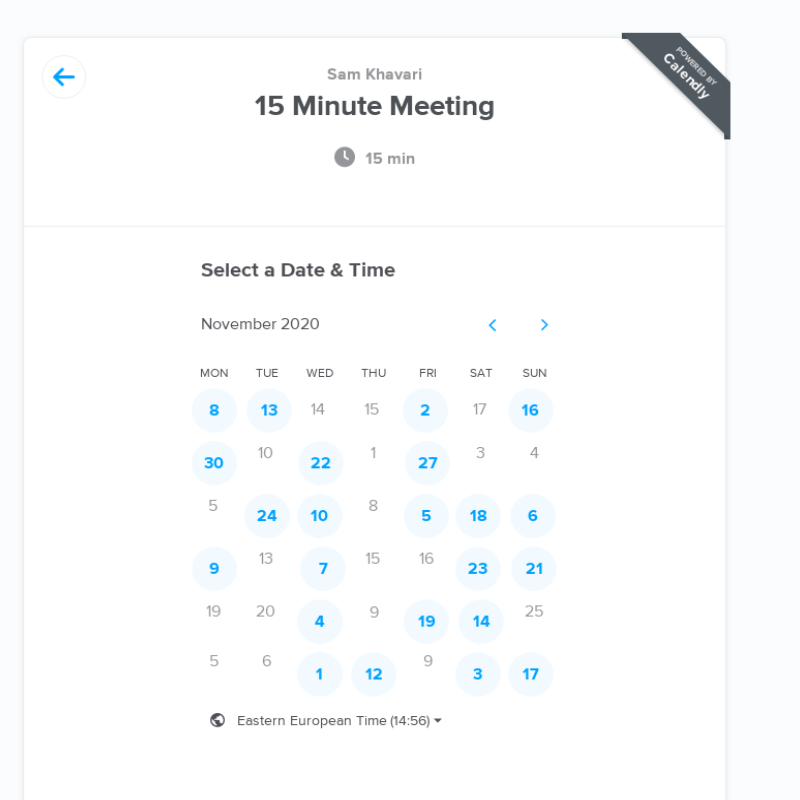 POWERED BY
Calendly
Sam Khavari
15 Minute Meeting
15 min
Select a Date & Time
November 2020
MON TUE WED THU FRI SAT SUN
8 13 14 15 2 17 16
30 10 22 1 27 3 4
5 24 10 8 5 18 6
9 13 7 15 16 23 21
19 20 4 9 19 14 25
5 6 1 12 9 3 17
Eastern European Time (14:56)